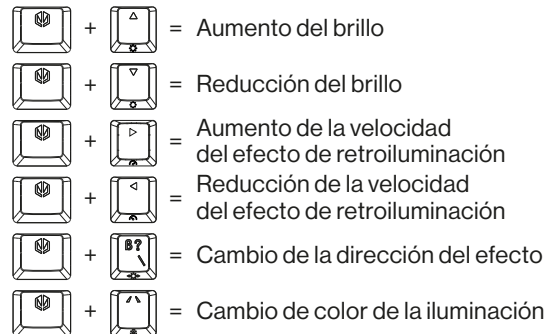 + = Aumento del brillo
+ = Reducción del brillo
+ = Aumento de la velocidad
del efecto de retroiluminación
+ = Reducción de la velocidad
del efecto de retroiluminación
+ ß? \ = Cambio de la dirección del efecto
+ = Cambio de color de la iluminación